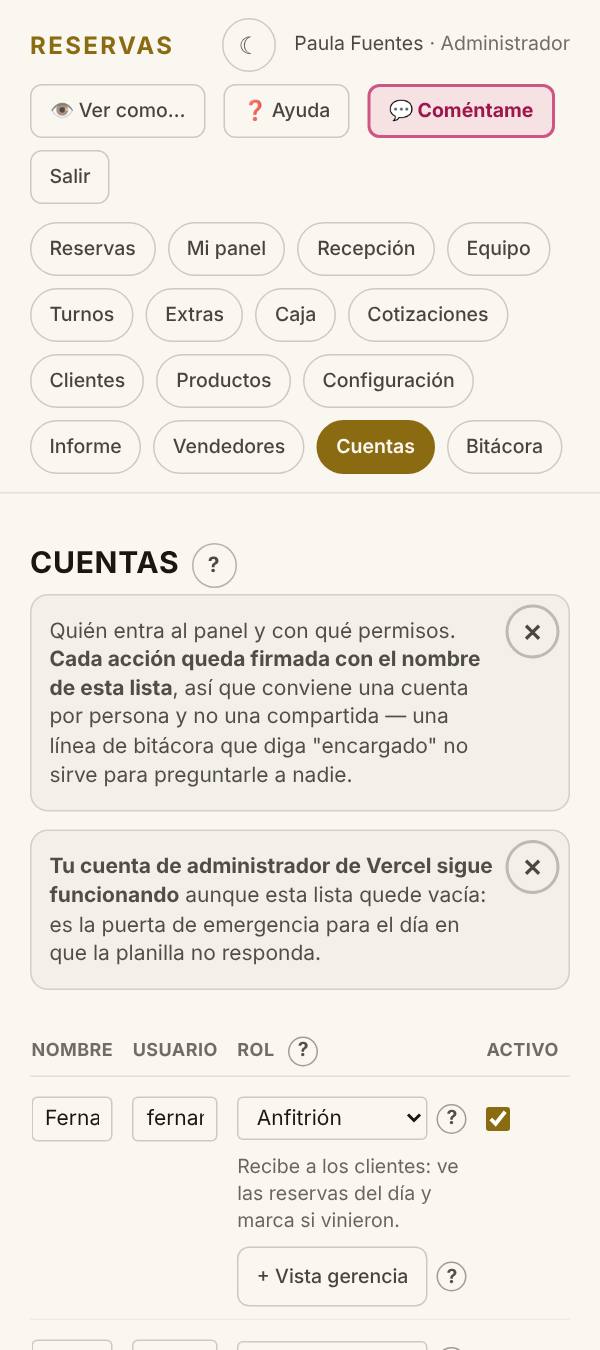 RESERVAS
Paula Fuentes · Administrador
👁️ Ver como...
❓ Ayuda
💬 Coméntame
Salir
Reservas
Mi panel
Recepción
Equipo
Turnos
Extras
Caja
Cotizaciones
Clientes
Productos
Configuración
Informe
Vendedores
Cuentas
Bitácora
CUENTAS ?
Quién entra al panel y con qué permisos.
Cada acción queda firmada con el nombre
de esta lista, así que conviene una cuenta
por persona y no una compartida — una
línea de bitácora que diga "encargado" no
sirve para preguntarle a nadie.
Tu cuenta de administrador de Vercel sigue
funcionando aunque esta lista quede vacía:
es la puerta de emergencia para el día en
que la planilla no responda.
NOMBRE USUARIO ROL ? ACTIVO
Ferna fernar Anfitrión ?
Recibe a los clientes: ve
las reservas del día y
marca si vinieron.
+ Vista gerencia ?